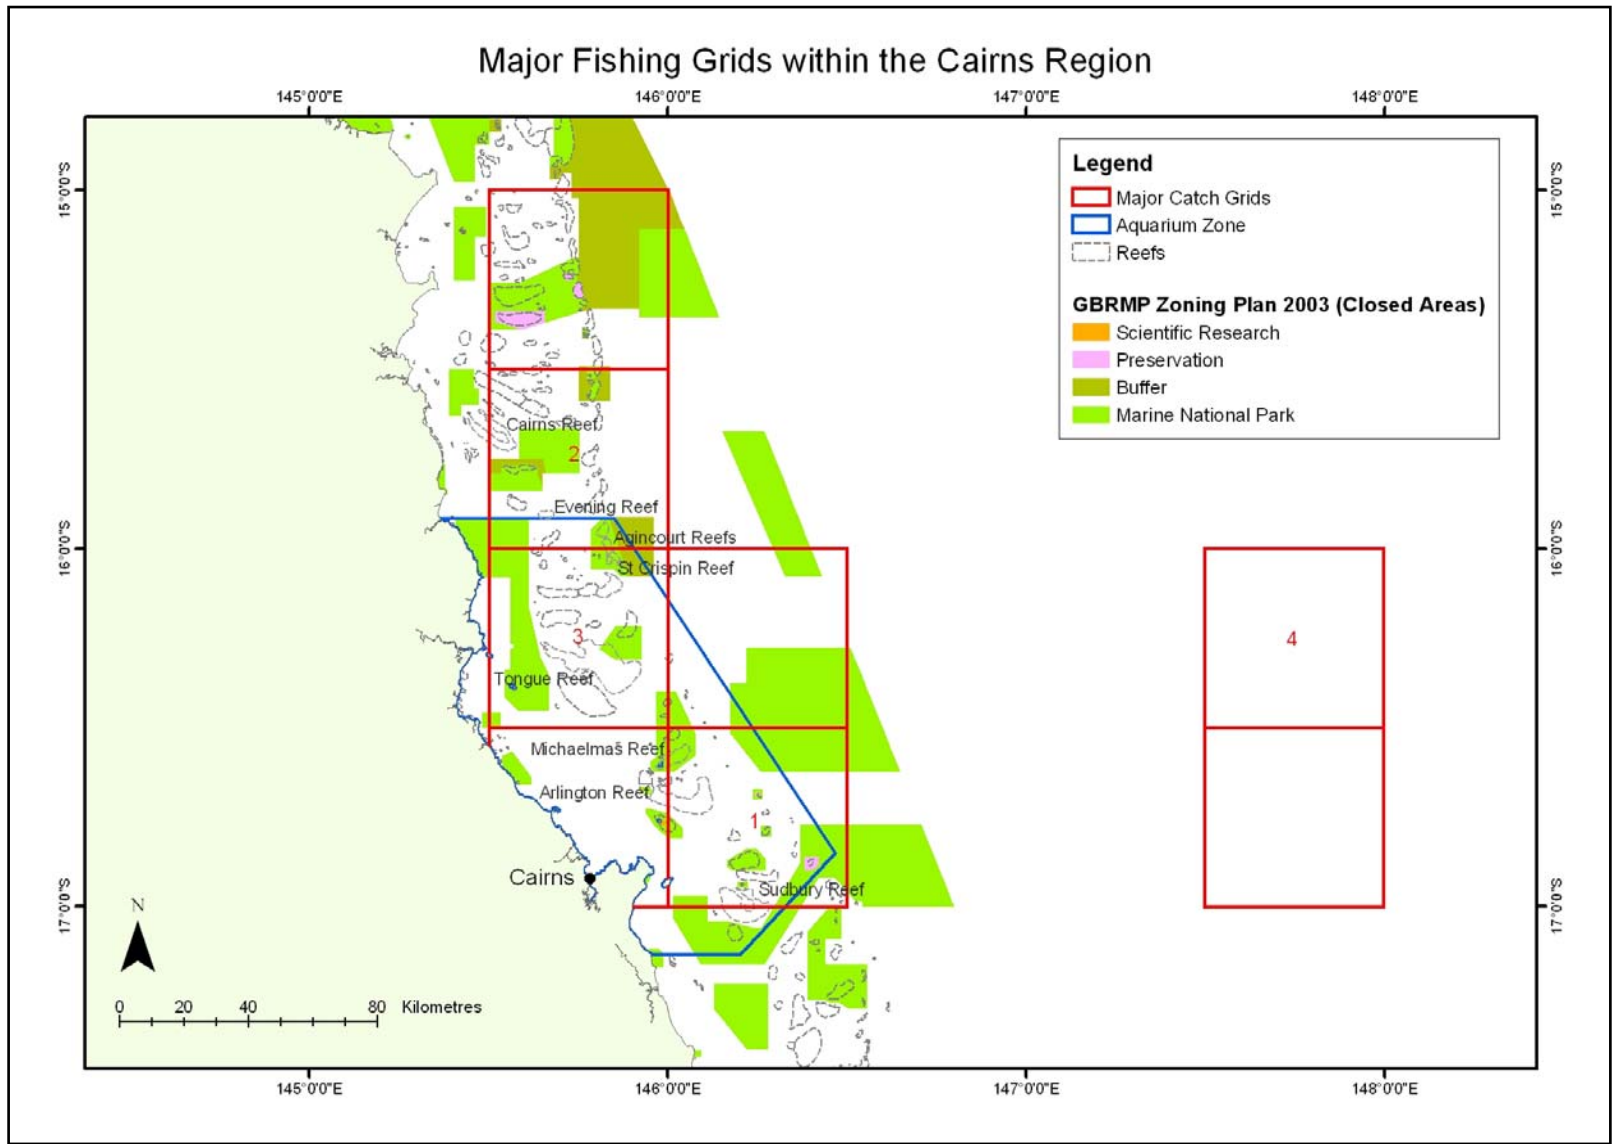 Major Fishing Grids within the Cairns Region
145°0'0"E 146°0'0"E 147°0'0"E 148°0'0"E
15°0'0"S
16°0'0"S
17°0'0"S
Legend
Major Catch Grids
Aquarium Zone
Reefs
GBRMP Zoning Plan 2003 (Closed Areas)
Scientific Research
Preservation
Buffer
Marine National Park
15°0'0"S
16°0'0"S
17°0'0"S
Cairns Reef
2
Evening Reef
Agincourt Reefs
St Crispin Reef
3
4
Tongue Reef
Michaelmas Reef
Arlington Reef
1
Cairns
Sudbury Reef
N
0 20 40 80 Kilometres
145°0'0"E 146°0'0"E 147°0'0"E 148°0'0"E